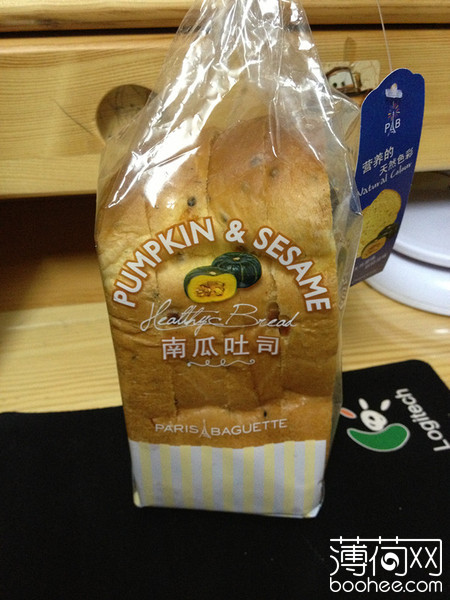 PAB
营养的
天然色彩
Natural Colour
PUMPKIN & SESAME
Healthy Bread
南瓜吐司
PARIS BAGUETTE
Logitech
薄荷网
boohee.com